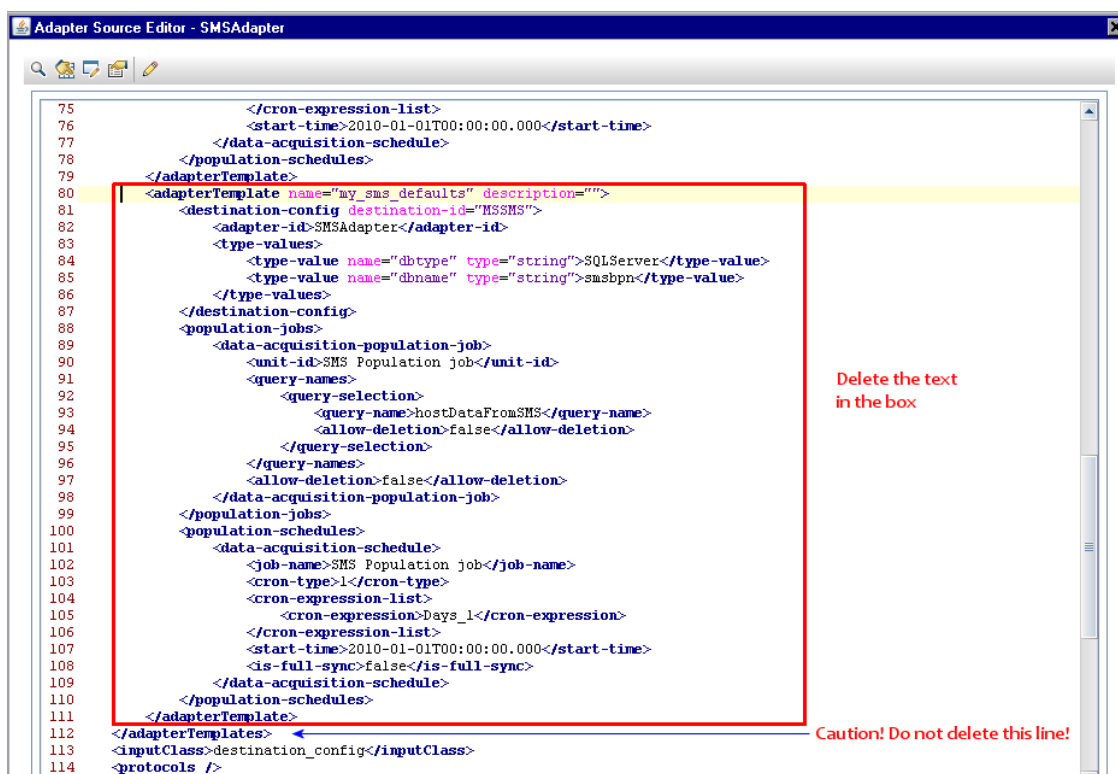 Adapter Source Editor - SMSAdapter
75 </cron-expression-list>
76 <start-time>2010-01-01T00:00:00.000</start-time>
77 </data-acquisition-schedule>
78 </population-schedules>
79 </adapterTemplate>
80 <adapterTemplate name="my_sms_defaults" description="">
81 <destination-config destination-id="MSSMS">
82 <adapter-id>SMSAdapter</adapter-id>
83 <type-values>
84 <type-value name="dbtype" type="string">SQLServer</type-value>
85 <type-value name="dbname" type="string">smsbpn</type-value>
86 </type-values>
87 </destination-config>
88 <population-jobs>
89 <data-acquisition-population-job>
90 <unit-id>SMS Population job</unit-id>
91 <query-names>
92 <query-selection>
93 <query-name>hostDataFromSMS</query-name>
94 <allow-deletion>false</allow-deletion>
95 </query-selection>
96 </query-names>
97 <allow-deletion>false</allow-deletion>
98 </data-acquisition-population-job>
99 </population-jobs>
100 <population-schedules>
101 <data-acquisition-schedule>
102 <job-name>SMS Population job</job-name>
103 <cron-type>1</cron-type>
104 <cron-expression-list>
105 <cron-expression>Days_1</cron-expression>
106 </cron-expression-list>
107 <start-time>2010-01-01T00:00:00.000</start-time>
108 <is-full-sync>false</is-full-sync>
109 </data-acquisition-schedule>
110 </population-schedules>
111 </adapterTemplate>
112 </adapterTemplates>
113 <inputClass>destination_config</inputClass>
114 <protocols />
Delete the text
in the box
Caution! Do not delete this line!